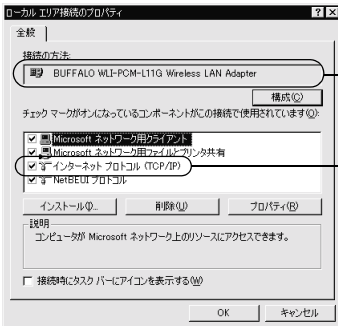 ローカル エリア接続のプロパティ
全般
接続の方法:
BUFFALO WLI-PCM-L11G Wireless LAN Adapter
構成(C)
チェック マークがオンになっているコンポーネントがこの接続で使用されています(O):
Microsoft ネットワーク用クライアント
Microsoft ネットワーク用ファイルとプリンタ共有
インターネット プロトコル (TCP/IP)
NetBEUI プロトコル
インストール(I)...
削除(U)
プロパティ(R)
説明
コンピュータが Microsoft ネットワーク上のリソースにアクセスできます。
接続時にタスク バーにアイコンを表示する(W)
OK
キャンセル